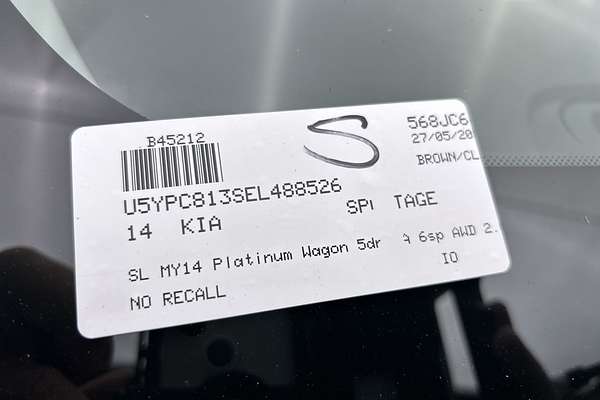 B45212
S
568JC6
27/05/20
BROWN/CL
U5YPC813SEL488526
14 KIA SP TAGE
SL MY14 Platinum Wagon 5dr 6sp AWD 2.
IO
NO RECALL